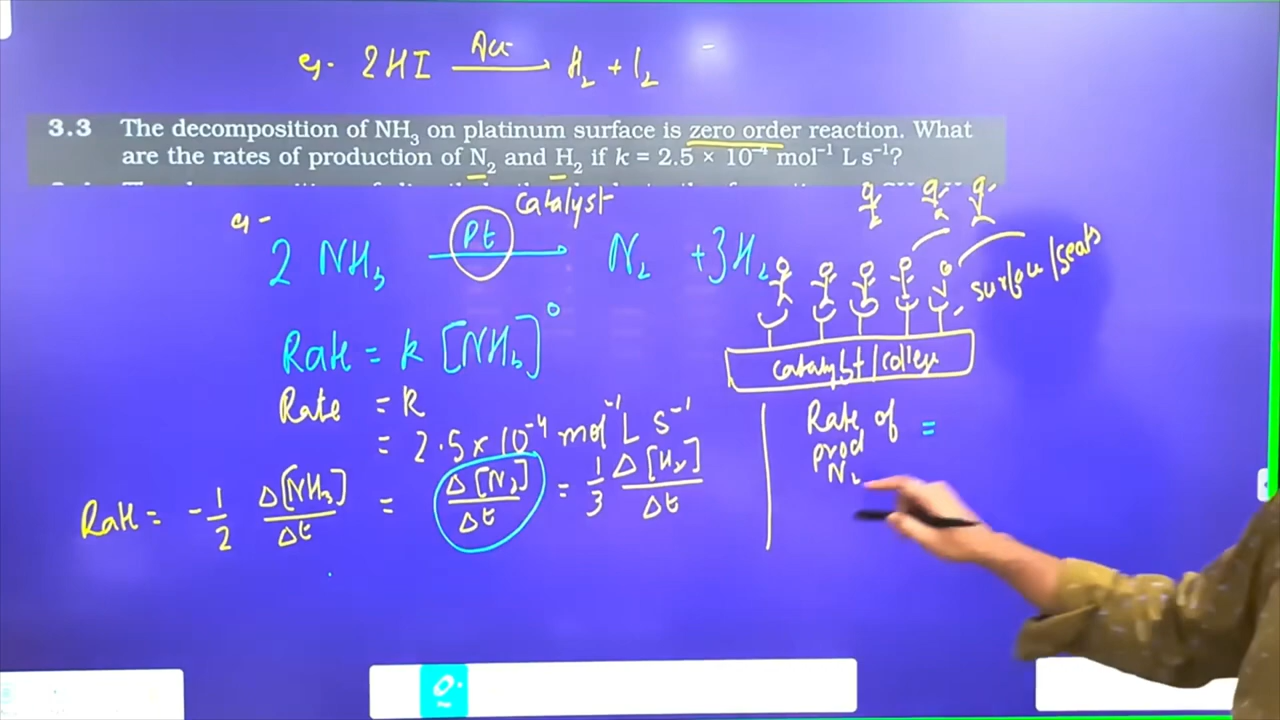 eg. 2HI Au → H₂ + I₂
3.3 The decomposition of NH₃ on platinum surface is zero order reaction. What
are the rates of production of N₂ and H₂ if k = 2.5 × 10⁻⁴ mol⁻¹ L s⁻¹?
catalyst
eg - 2 NH₃ Pt → N₂ + 3H₂
surface/seats
Rate = k [NH₃]⁰
catalyst/college
Rate = k
= 2.5 × 10⁻⁴ mol⁻¹ L s⁻¹
Rate = -1/2 Δ[NH₃]/Δt = Δ[N₂]/Δt = 1/3 Δ[H₂]/Δt
Rate of =
prod
N₂